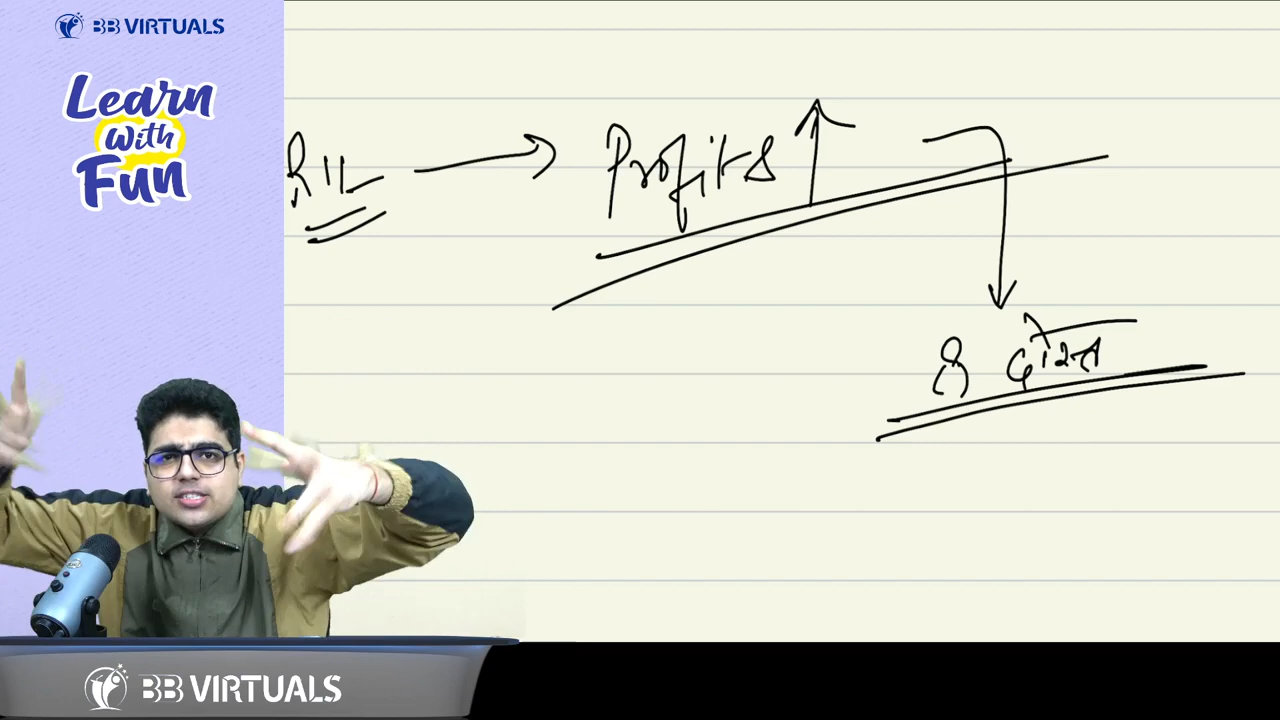 BB VIRTUALS
Learn
With
Fun
RIL → Profits ↑
BB VIRTUALS